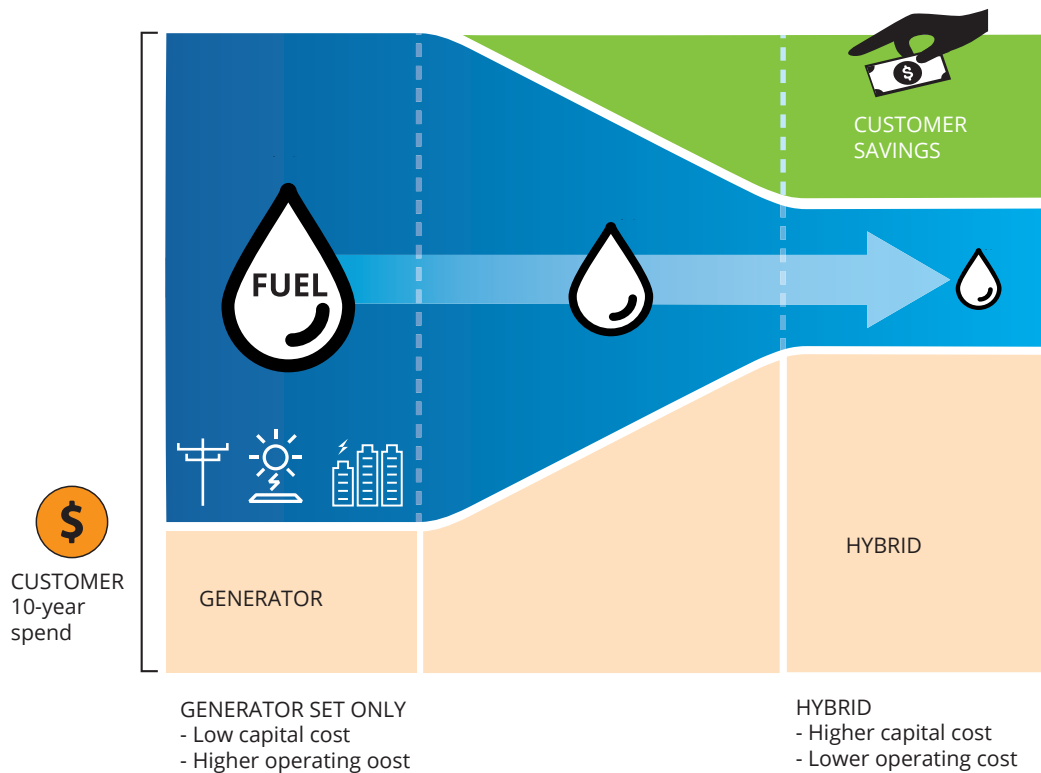 $
CUSTOMER
SAVINGS
FUEL
$
CUSTOMER
10-year
spend
GENERATOR
HYBRID
GENERATOR SET ONLY
- Low capital cost
- Higher operating oost
HYBRID
- Higher capital cost
- Lower operating cost